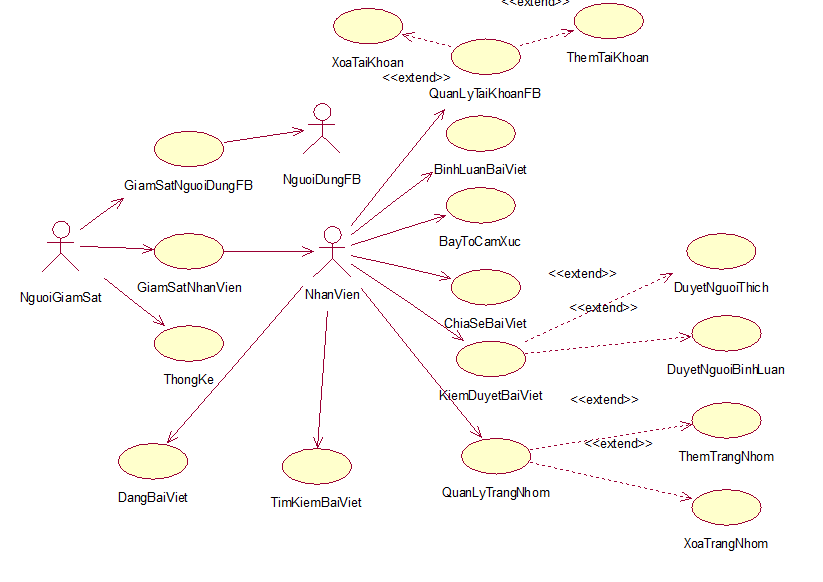 <<extend>>
XoaTaiKhoan
ThemTaiKhoan
<<extend>>
QuanLyTaiKhoanFB
BinhLuanBaiViet
NguoiDungFB
GiamSatNguoiDungFB
BayToCamXuc
NguoiGiamSat
GiamSatNhanVien
NhanVien
<<extend>>
DuyetNguoiThich
<<extend>>
ChiaSeBaiViet
ThongKe
DuyetNguoiBinhLuan
KiemDuyetBaiViet
<<extend>>
<<extend>>
ThemTrangNhom
DangBaiViet
TimKiemBaiViet
QuanLyTrangNhom
XoaTrangNhom